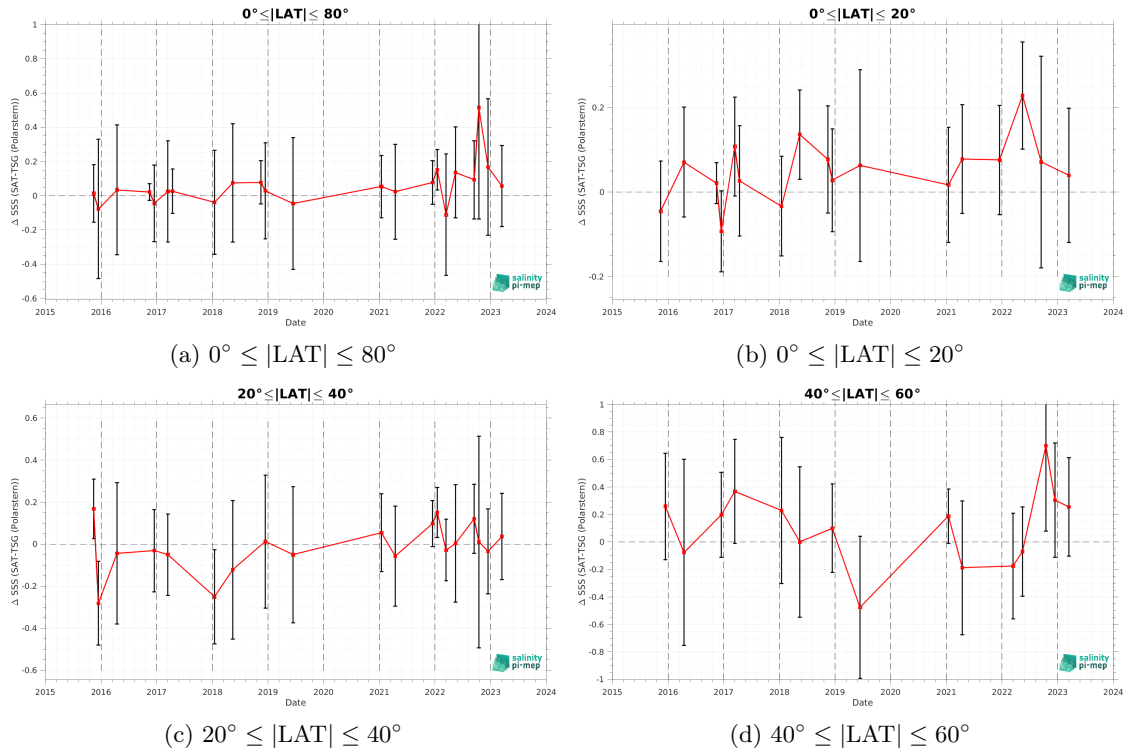 0°≤|LAT|≤ 80°
Δ SSS (SAT-TSG (Polarstern))
1
0.8
0.6
0.4
0.2
0
-0.2
-0.4
-0.6
2015 2016 2017 2018 2019 2020 2021 2022 2023 2024
Date
salinity
pi-mep
(a) 0° ≤ |LAT| ≤ 80°
0°≤|LAT|≤ 20°
Δ SSS (SAT-TSG (Polarstern))
0.2
0
-0.2
2015 2016 2017 2018 2019 2020 2021 2022 2023 2024
Date
salinity
pi-mep
(b) 0° ≤ |LAT| ≤ 20°
20°≤|LAT|≤ 40°
Δ SSS (SAT-TSG (Polarstern))
0.6
0.4
0.2
0
-0.2
-0.4
-0.6
2015 2016 2017 2018 2019 2020 2021 2022 2023 2024
Date
salinity
pi-mep
(c) 20° ≤ |LAT| ≤ 40°
40°≤|LAT|≤ 60°
Δ SSS (SAT-TSG (Polarstern))
1
0.8
0.6
0.4
0.2
0
-0.2
-0.4
-0.6
-0.8
-1
2015 2016 2017 2018 2019 2020 2021 2022 2023 2024
Date
salinity
pi-mep
(d) 40° ≤ |LAT| ≤ 60°